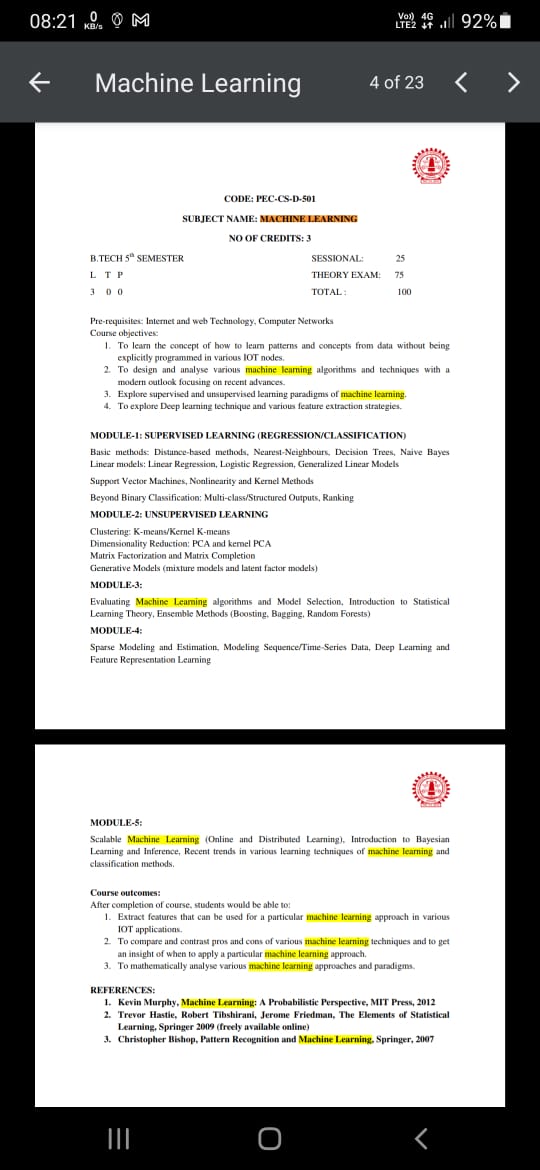 08:21 0 KB/s M Vo)) 4G LTE2 92%
Machine Learning 4 of 23
CODE: PEC-CS-D-501
SUBJECT NAME: MACHINE LEARNING
NO OF CREDITS: 3
B.TECH 5th SEMESTER SESSIONAL: 25
L T P THEORY EXAM: 75
3 0 0 TOTAL : 100
Pre-requisites: Internet and web Technology, Computer Networks
Course objectives:
1. To learn the concept of how to learn patterns and concepts from data without being
explicitly programmed in various IOT nodes.
2. To design and analyse various machine learning algorithms and techniques with a
modern outlook focusing on recent advances.
3. Explore supervised and unsupervised learning paradigms of machine learning.
4. To explore Deep learning technique and various feature extraction strategies.
MODULE-1: SUPERVISED LEARNING (REGRESSION/CLASSIFICATION)
Basic methods: Distance-based methods, Nearest-Neighbours, Decision Trees, Naive Bayes
Linear models: Linear Regression, Logistic Regression, Generalized Linear Models
Support Vector Machines, Nonlinearity and Kernel Methods
Beyond Binary Classification: Multi-class/Structured Outputs, Ranking
MODULE-2: UNSUPERVISED LEARNING
Clustering: K-means/Kernel K-means
Dimensionality Reduction: PCA and kernel PCA
Matrix Factorization and Matrix Completion
Generative Models (mixture models and latent factor models)
MODULE-3:
Evaluating Machine Learning algorithms and Model Selection, Introduction to Statistical
Learning Theory, Ensemble Methods (Boosting, Bagging, Random Forests)
MODULE-4:
Sparse Modeling and Estimation, Modeling Sequence/Time-Series Data, Deep Learning and
Feature Representation Learning
MODULE-5:
Scalable Machine Learning (Online and Distributed Learning), Introduction to Bayesian
Learning and Inference, Recent trends in various learning techniques of machine learning and
classification methods.
Course outcomes:
After completion of course, students would be able to:
1. Extract features that can be used for a particular machine learning approach in various
IOT applications.
2. To compare and contrast pros and cons of various machine learning techniques and to get
an insight of when to apply a particular machine learning approach.
3. To mathematically analyse various machine learning approaches and paradigms.
REFERENCES:
1. Kevin Murphy, Machine Learning: A Probabilistic Perspective, MIT Press, 2012
2. Trevor Hastie, Robert Tibshirani, Jerome Friedman, The Elements of Statistical
Learning, Springer 2009 (freely available online)
3. Christopher Bishop, Pattern Recognition and Machine Learning, Springer, 2007